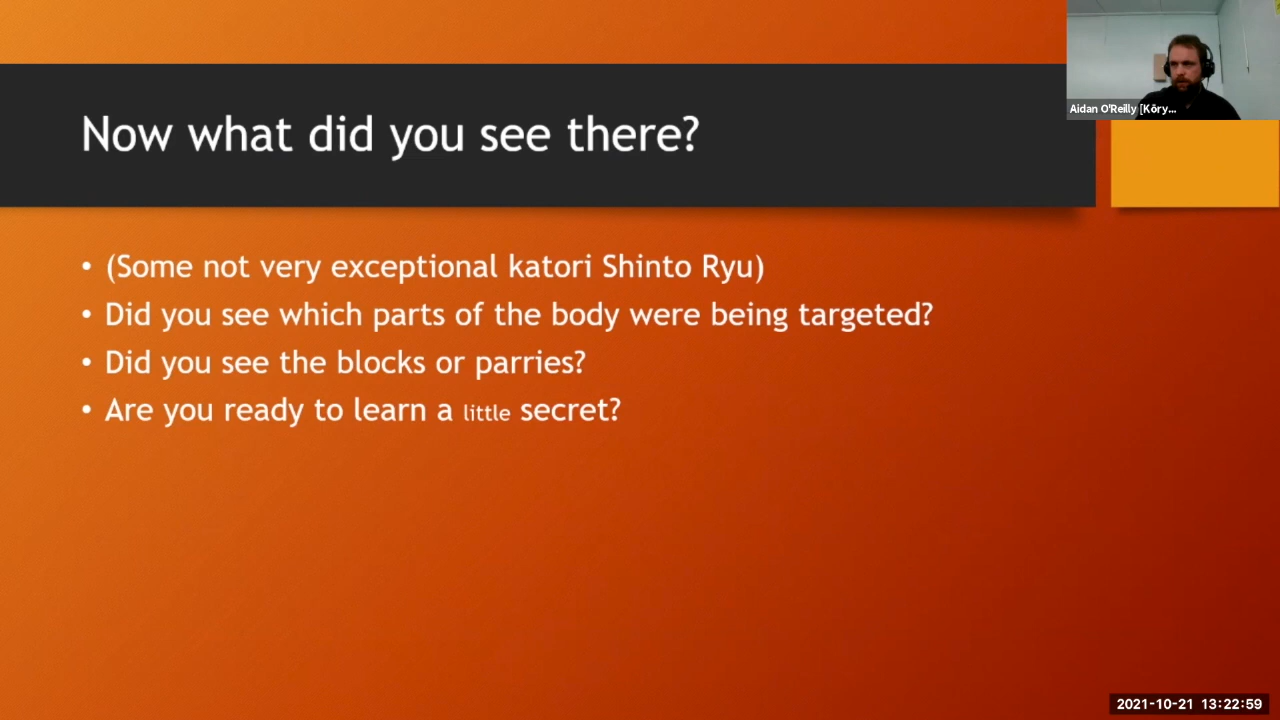 Now what did you see there?
Aidan O'Reilly [Kōry...
• (Some not very exceptional katori Shinto Ryu)
• Did you see which parts of the body were being targeted?
• Did you see the blocks or parries?
• Are you ready to learn a little secret?
2021-10-21 13:22:59